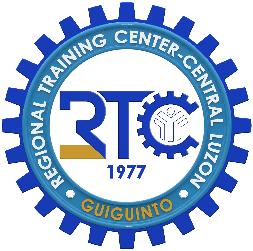 REGIONAL TRAINING CENTER-CENTRAL LUZON
RTC
1977
GUIGUINTO